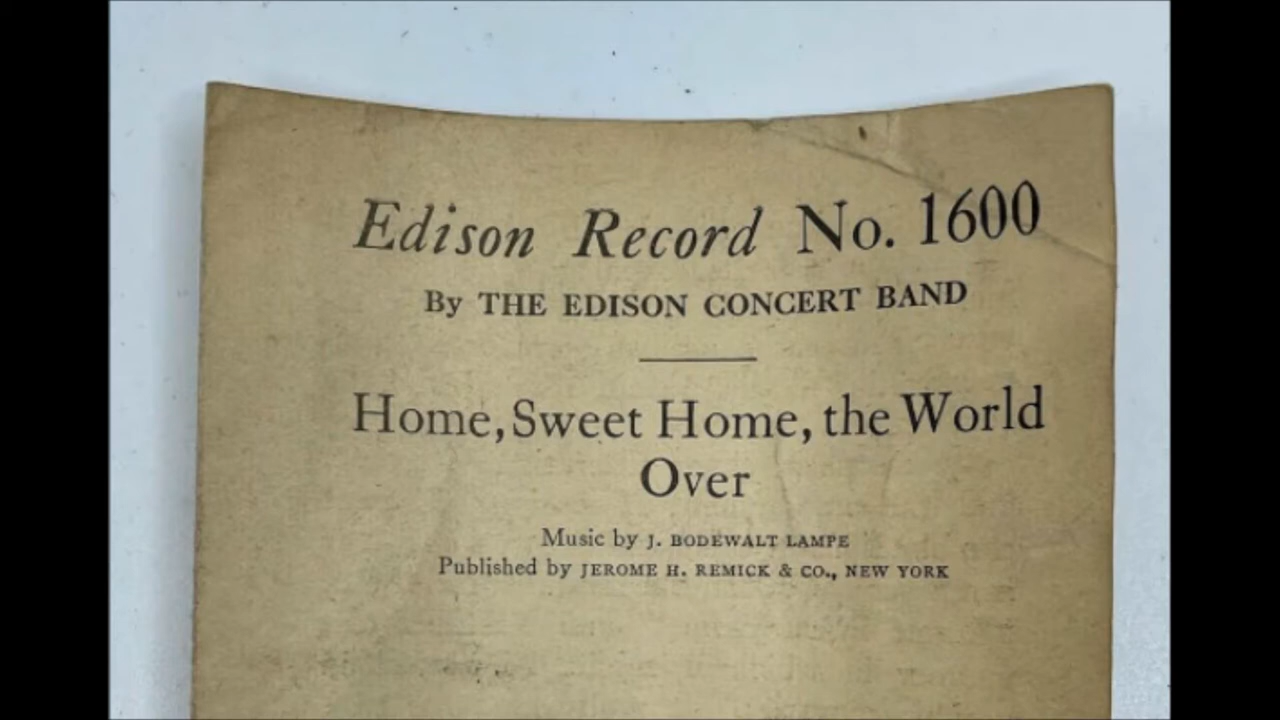 Edison Record No. 1600
By THE EDISON CONCERT BAND
Home, Sweet Home, the World
Over
Music by J. BODEWALT LAMPE
Published by JEROME H. REMICK & CO., NEW YORK